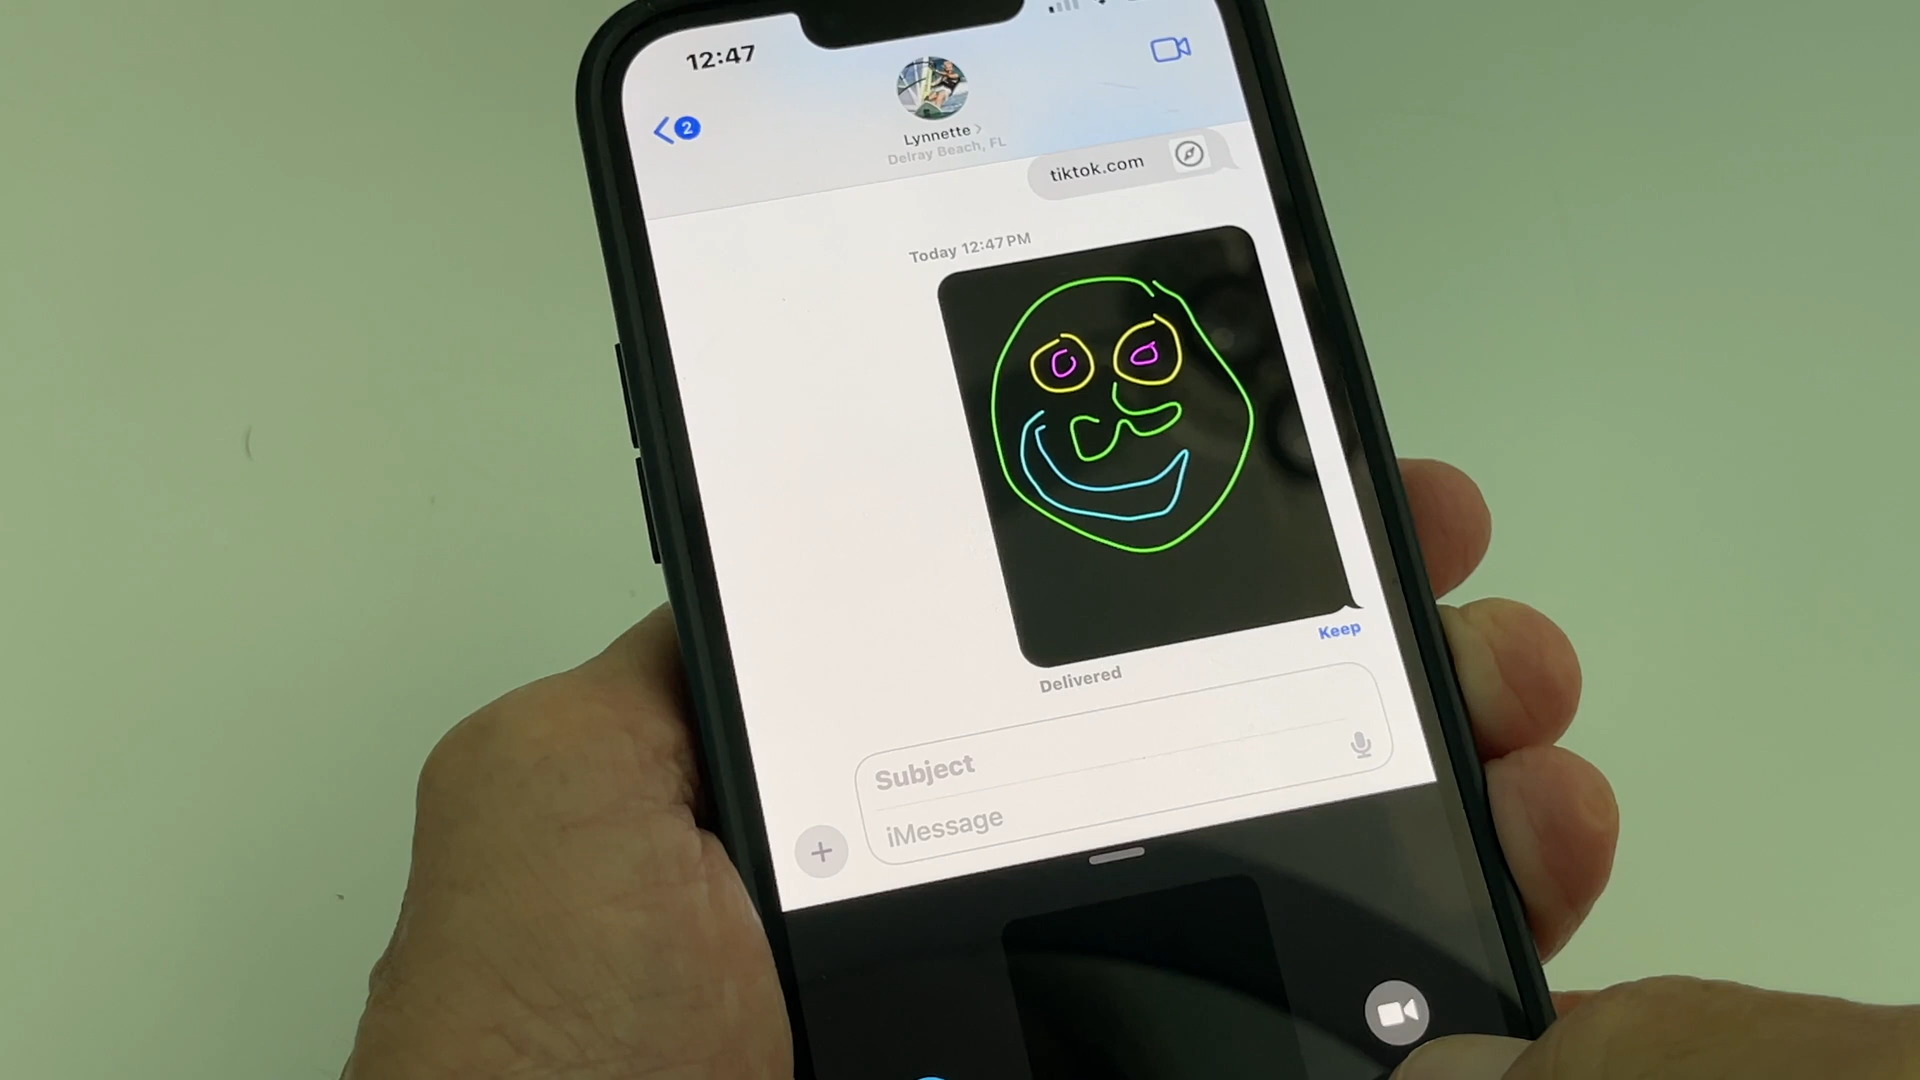 12:47
2
Lynnette
Delray Beach, FL
tiktok.com
Today 12:47 PM
Keep
Delivered
Subject
iMessage